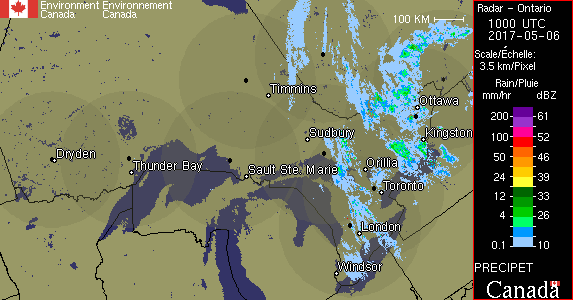 Environment Environnement
Canada Canada
100 KM
Radar - Ontario
1000 UTC
2017-05-06
Scale/Échelle:
3.5 km/Pixel
Rain/Pluie
mm/hr dBZ
200 61
100 52
50 46
24 39
12 33
4 26
0.1 10
PRECIPET
Canada
Timmins
Ottawa
Sudbury
Kingston
Dryden
Thunder Bay
Sault Ste. Marie
Orillia
Toronto
London
Windsor